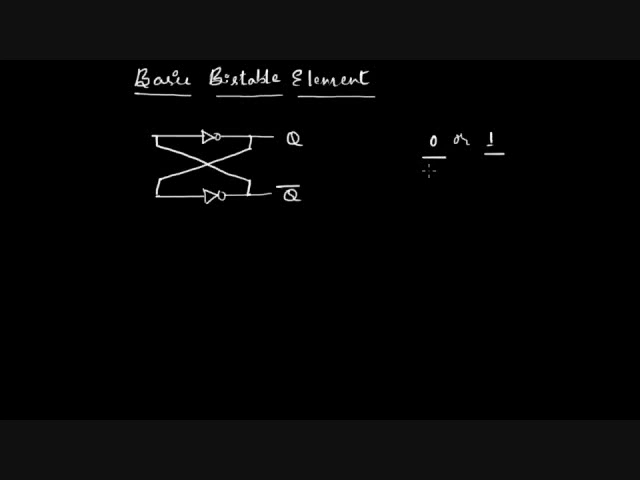 Basic Bistable Element
Q
0 or 1
Q̅